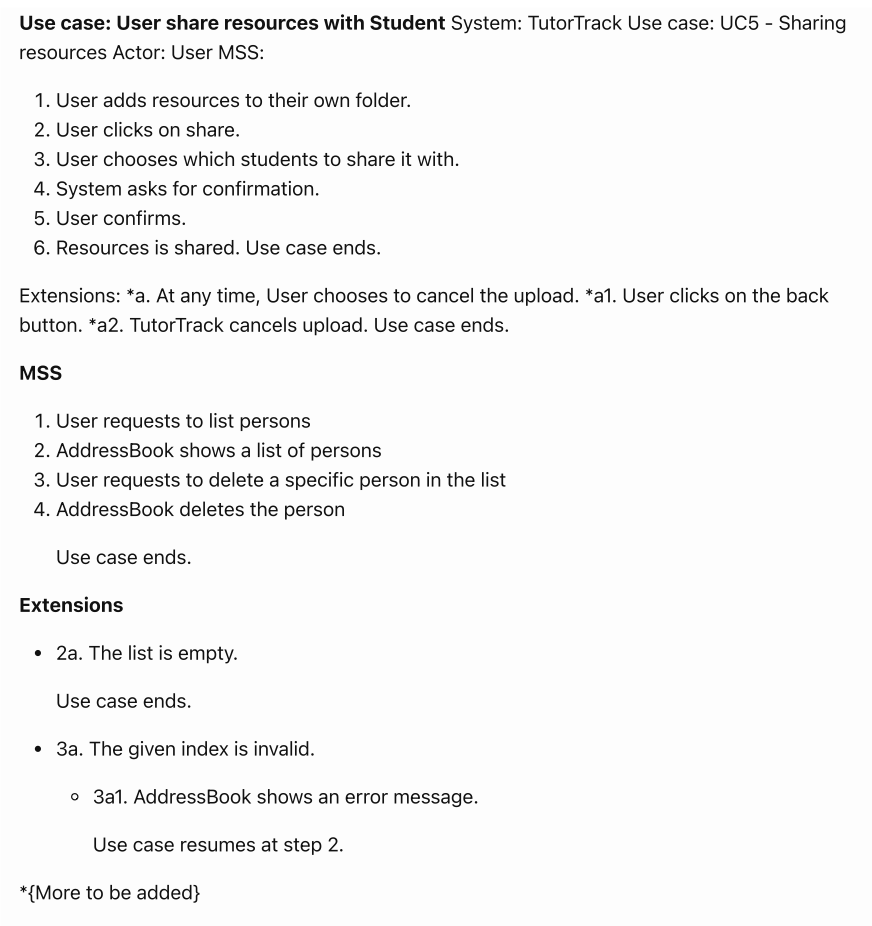 Use case: User share resources with Student System: TutorTrack Use case: UC5 - Sharing
resources Actor: User MSS:
1. User adds resources to their own folder.
2. User clicks on share.
3. User chooses which students to share it with.
4. System asks for confirmation.
5. User confirms.
6. Resources is shared. Use case ends.
Extensions: *a. At any time, User chooses to cancel the upload. *a1. User clicks on the back
button. *a2. TutorTrack cancels upload. Use case ends.
MSS
1. User requests to list persons
2. AddressBook shows a list of persons
3. User requests to delete a specific person in the list
4. AddressBook deletes the person
Use case ends.
Extensions
• 2a. The list is empty.
Use case ends.
• 3a. The given index is invalid.
◦ 3a1. AddressBook shows an error message.
Use case resumes at step 2.
*{More to be added}